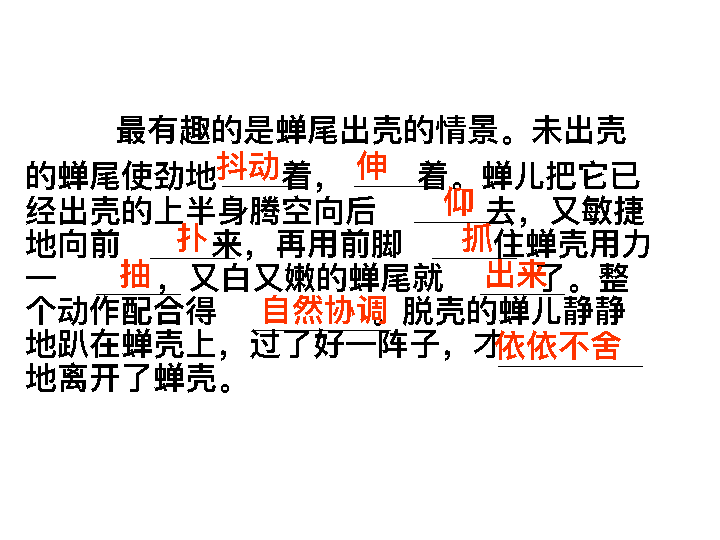 最有趣的是蝉尾出壳的情景。未出壳
的蝉尾使劲地抖动着，伸着。蝉儿把它已
经出壳的上半身腾空向后仰去，又敏捷
地向前扑来，再用前脚抓住蝉壳用力
一抽，又白又嫩的蝉尾就出来了。整
个动作配合得自然协调。脱壳的蝉儿静静
地趴在蝉壳上，过了好一阵子，才依依不舍
地离开了蝉壳。